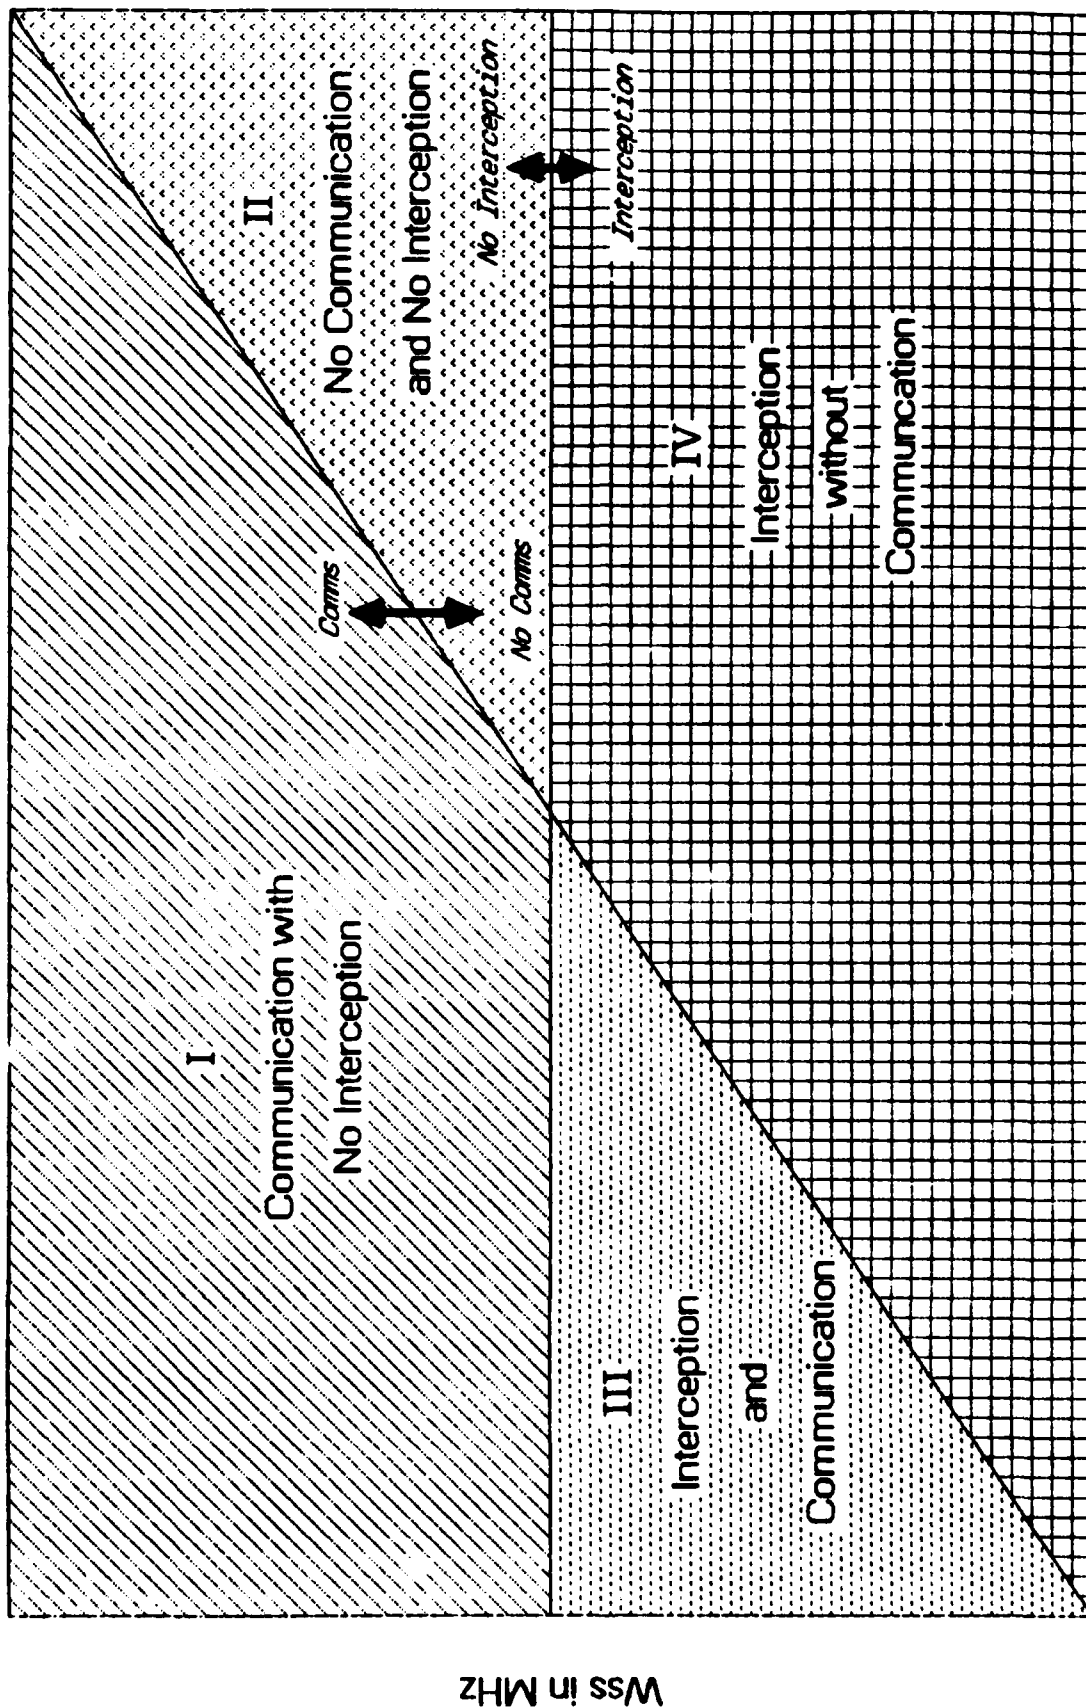 Wss in MHz
I
Communication with
No Interception
Comms
No Comms
II
No Communication
and No Interception
No Interception
Interception
III
Interception
and
Communication
IV
Interception
without
Communcation